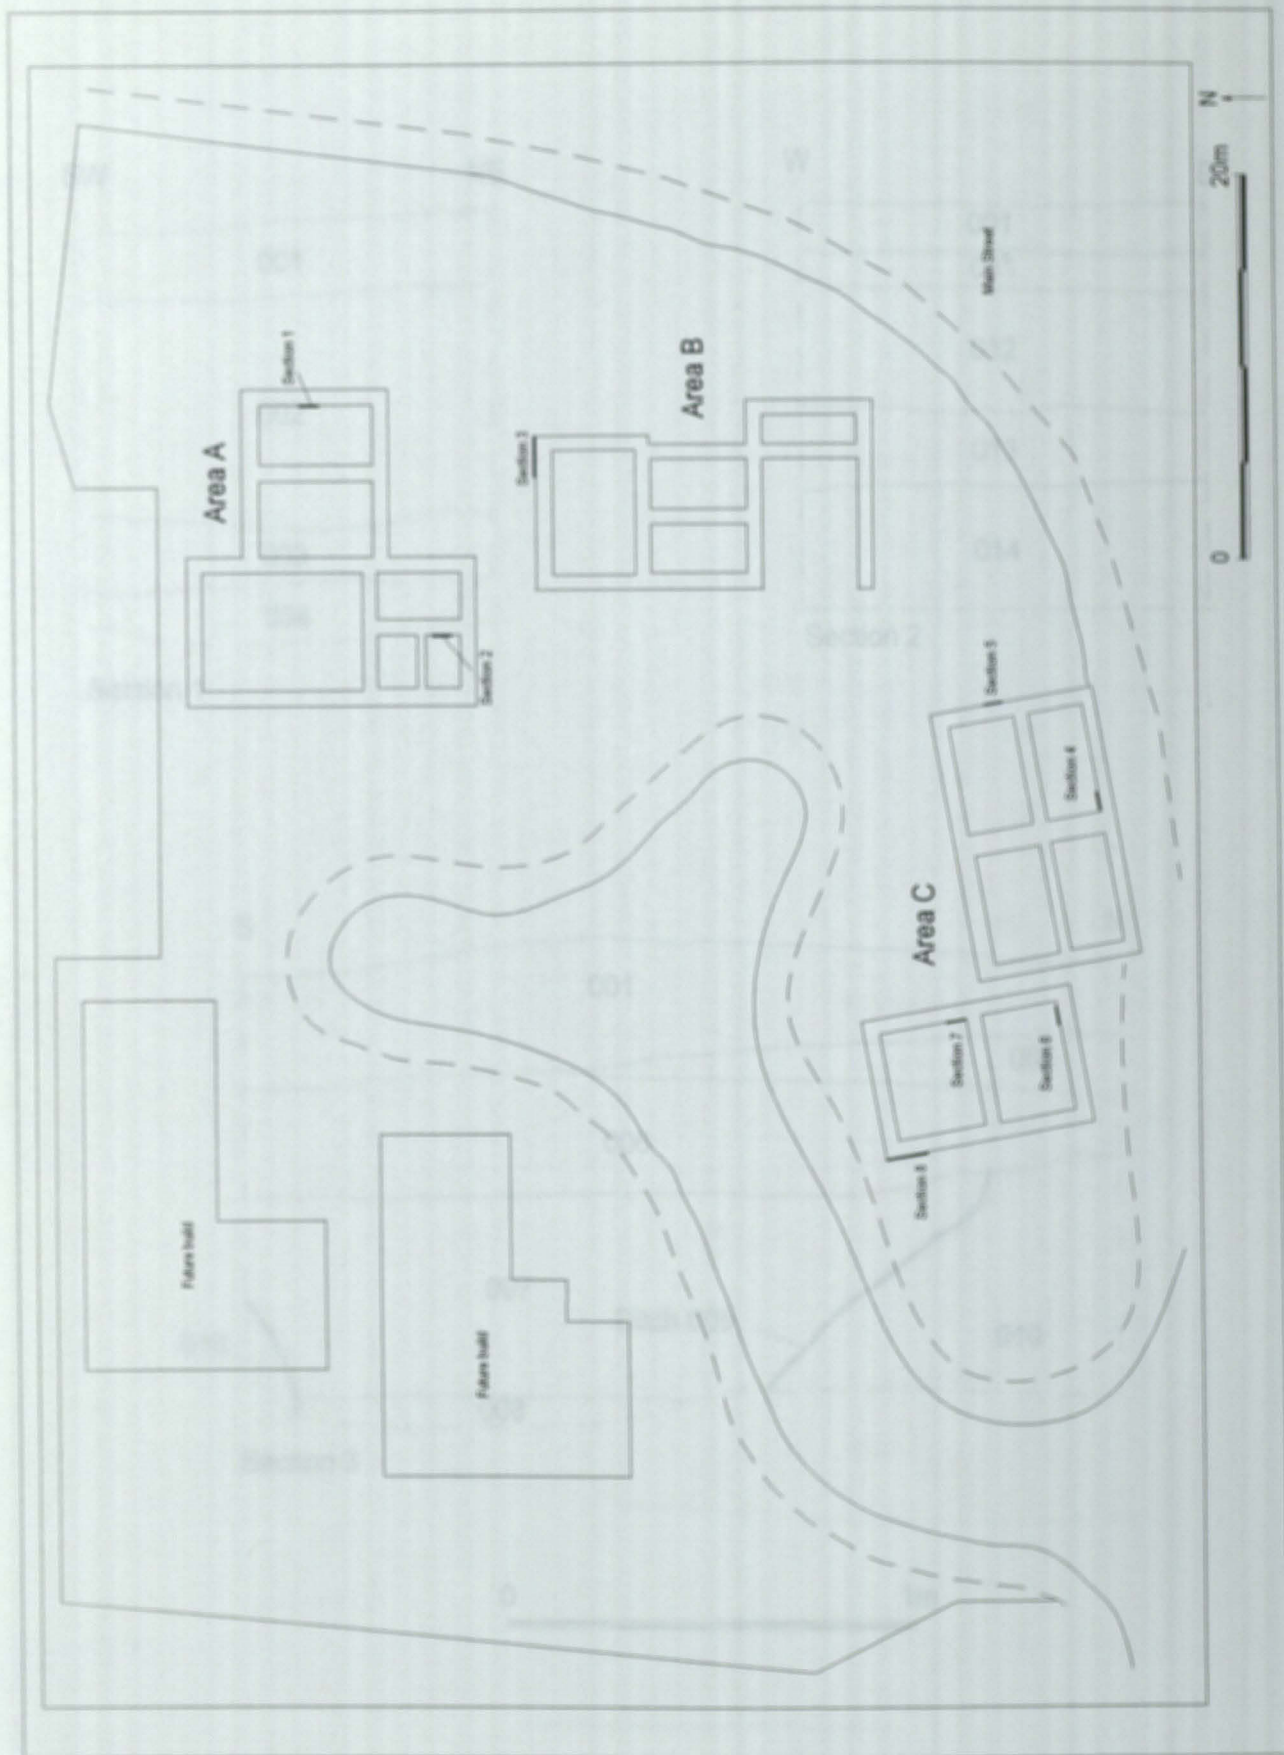 Future build
Area A
Section 1
Future build
Section 2
Section 3
Area B
Section 8
Area C
Section 7
Main Street
Section 5
Section 6
Section 4
N
0 20m